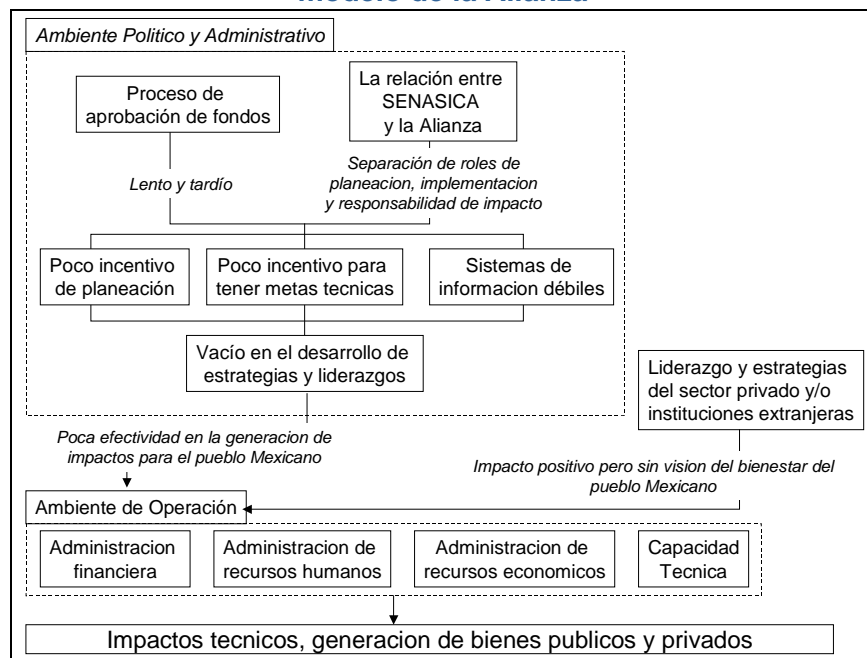 Modelo de la Alianza
Ambiente Politico y Administrativo
Proceso de
aprobación de fondos
La relación entre
SENASICA
y la Alianza
Lento y tardío
Separación de roles de
planeacion, implementacion
y responsabilidad de impacto
Poco incentivo
de planeación
Poco incentivo para
tener metas tecnicas
Sistemas de
informacion débiles
Vacío en el desarrollo de
estrategias y liderazgos
Liderazgo y estrategias
del sector privado y/o
instituciones extranjeras
Poca efectividad en la generacion de
impactos para el pueblo Mexicano
Impacto positivo pero sin vision del bienestar del
pueblo Mexicano
Ambiente de Operación
Administracion
financiera
Administracion de
recursos humanos
Administracion de
recursos economicos
Capacidad
Tecnica
Impactos tecnicos, generacion de bienes publicos y privados